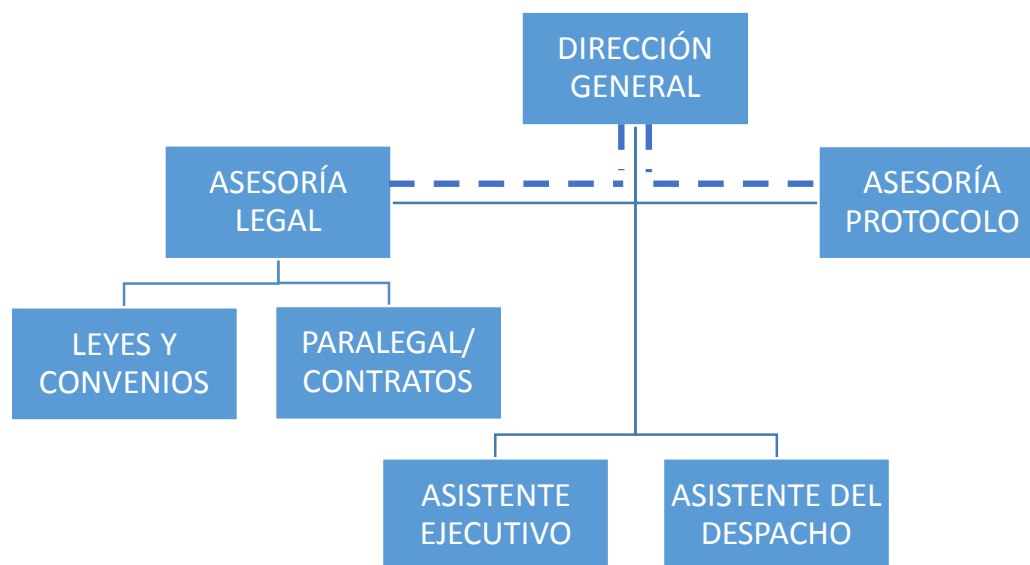 DIRECCIÓN
GENERAL
ASESORÍA
LEGAL
ASESORÍA
PROTOCOLO
LEYES Y
CONVENIOS
PARALEGAL/
CONTRATOS
ASISTENTE
EJECUTIVO
ASISTENTE DEL
DESPACHO